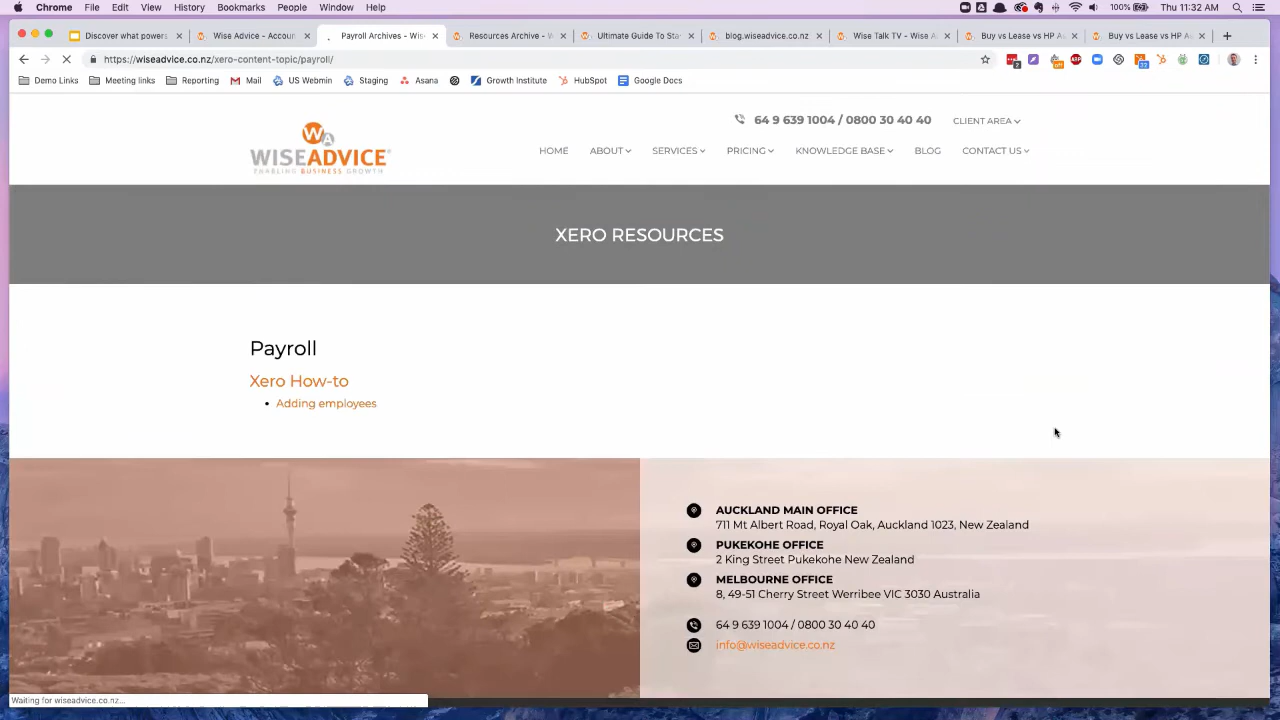 Chrome File Edit View History Bookmarks People Window Help 100% Thu 11:32 AM
Discover what powers Wise Advice - Accoun Payroll Archives - Wis Resources Archive - W Ultimate Guide To Sta blog.wiseadvice.co.nz Wise Talk TV - Wise A Buy vs Lease vs HP As Buy vs Lease vs HP As
https://wiseadvice.co.nz/xero-content-topic/payroll/
Demo Links Meeting links Reporting Mail US Webmin Staging Asana Growth Institute HubSpot Google Docs
64 9 639 1004 / 0800 30 40 40 CLIENT AREA
WA
WISEADVICE
ENABLING BUSINESS GROWTH
HOME ABOUT SERVICES PRICING KNOWLEDGE BASE BLOG CONTACT US
XERO RESOURCES
Payroll
Xero How-to
• Adding employees
AUCKLAND MAIN OFFICE
711 Mt Albert Road, Royal Oak, Auckland 1023, New Zealand
PUKEKOHE OFFICE
2 King Street Pukekohe New Zealand
MELBOURNE OFFICE
8, 49-51 Cherry Street Werribee VIC 3030 Australia
64 9 639 1004 / 0800 30 40 40
info@wiseadvice.co.nz
Waiting for wiseadvice.co.nz...